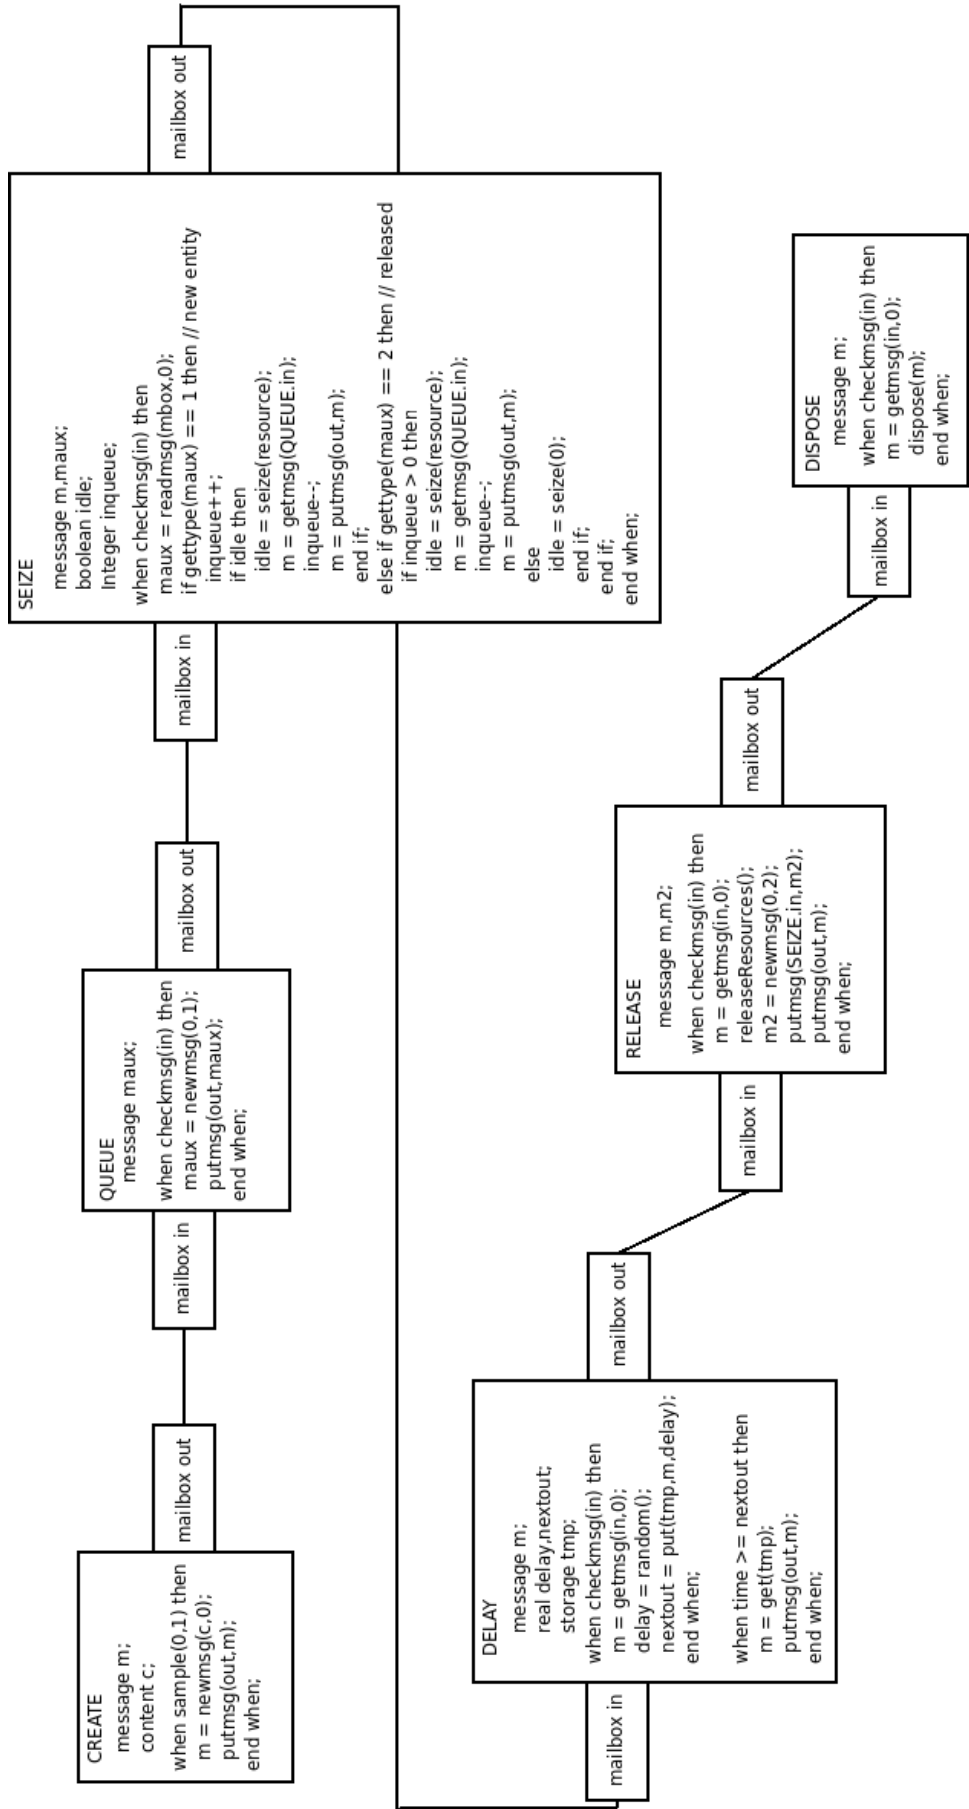 CREATE
message m;
content c;
when sample(0,1) then
m = newmsg(c,0);
putmsg(out,m);
end when;
mailbox out
mailbox in
QUEUE
message maux;
when checkmsg(in) then
maux = newmsg(0,1);
putmsg(out,maux);
end when;
mailbox out
mailbox in
SEIZE
message m,maux;
boolean idle;
Integer inqueue;
when checkmsg(in) then
maux = readmsg(mbox,0);
if gettype(maux) == 1 then // new entity
inqueue++;
if idle then
idle = seize(resource);
m = getmsg(QUEUE.in);
inqueue--;
m = putmsg(out,m);
end if;
else if gettype(maux) == 2 then // released
if inqueue > 0 then
idle = seize(resource);
m = getmsg(QUEUE.in);
inqueue--;
m = putmsg(out,m);
else
idle = seize(0);
end if;
end if;
end when;
mailbox out
mailbox in
DELAY
message m;
real delay,nextout;
storage tmp;
when checkmsg(in) then
m = getmsg(in,0);
delay = random();
nextout = put(tmp,m,delay);
end when;
when time >= nextout then
m = get(tmp);
putmsg(out,m);
end when;
mailbox out
mailbox in
RELEASE
message m,m2;
when checkmsg(in) then
m = getmsg(in,0);
releaseResources();
m2 = newmsg(0,2);
putmsg(SEIZE.in,m2);
putmsg(out,m);
end when;
mailbox out
mailbox in
DISPOSE
message m;
when checkmsg(in) then
m = getmsg(in,0);
dispose(m);
end when;